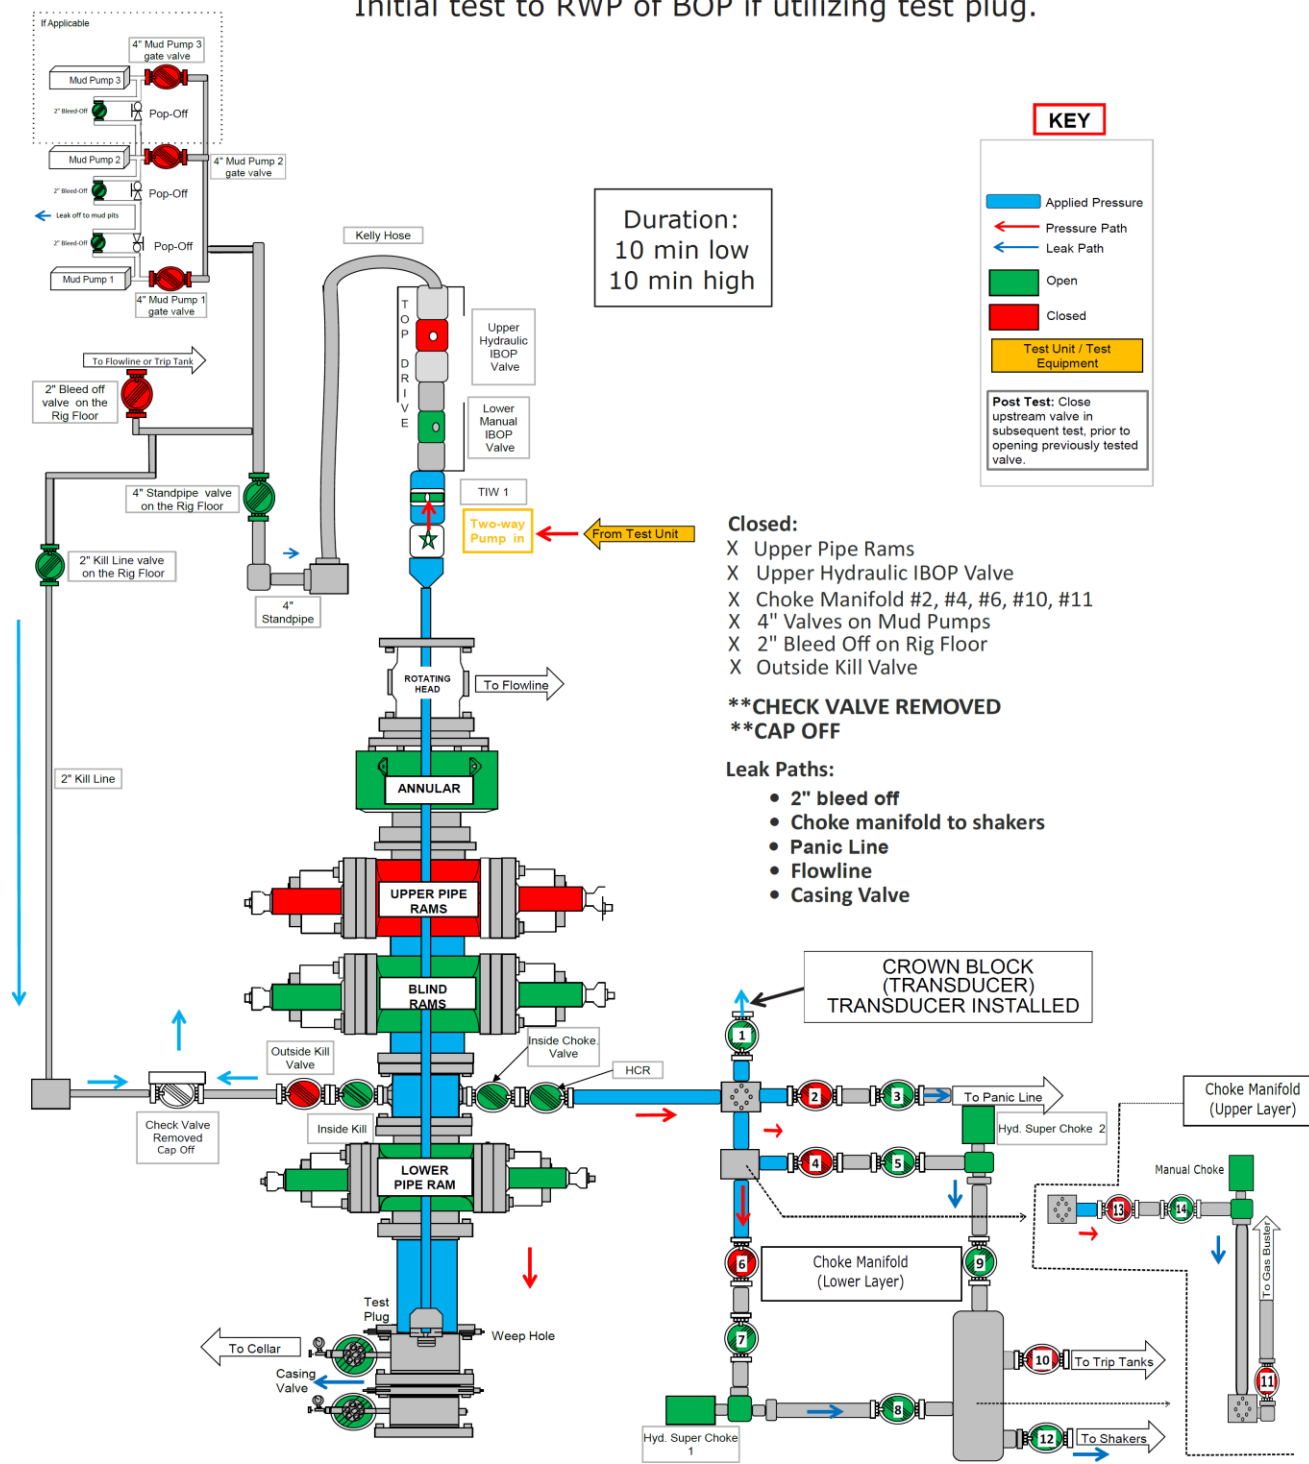 Initial test to RWP of BOP if utilizing test plug.
If Applicable
4" Mud Pump 3
gate valve
Mud Pump 3
2" Bleed-Off
Pop-Off
Mud Pump 2
4" Mud Pump 2
gate valve
2" Bleed-Off
Pop-Off
Leak off to mud pits
2" Bleed-Off
Pop-Off
Mud Pump 1
4" Mud Pump 1
gate valve
To Flowline or Trip Tank
2" Bleed off
valve on the
Rig Floor
4" Standpipe valve
on the Rig Floor
2" Kill Line valve
on the Rig Floor
4"
Standpipe
Kelly Hose
TOP DRIVE
Upper
Hydraulic
IBOP
Valve
Lower
Manual
IBOP
Valve
TIW 1
Two-way
Pump in
From Test Unit
Duration:
10 min low
10 min high
KEY
Applied Pressure
Pressure Path
Leak Path
Open
Closed
Test Unit / Test
Equipment
Post Test: Close
upstream valve in
subsequent test, prior to
opening previously tested
valve.
Closed:
X Upper Pipe Rams
X Upper Hydraulic IBOP Valve
X Choke Manifold #2, #4, #6, #10, #11
X 4" Valves on Mud Pumps
X 2" Bleed Off on Rig Floor
X Outside Kill Valve
**CHECK VALVE REMOVED
**CAP OFF
Leak Paths:
• 2" bleed off
• Choke manifold to shakers
• Panic Line
• Flowline
• Casing Valve
ROTATING
HEAD
To Flowline
ANNULAR
2" Kill Line
UPPER PIPE
RAMS
BLIND
RAMS
Outside Kill
Valve
Inside Choke.
Valve
HCR
Check Valve
Removed
Cap Off
Inside Kill
LOWER
PIPE RAM
Test
Plug
Weep Hole
To Cellar
Casing
Valve
CROWN BLOCK
(TRANSDUCER)
TRANSDUCER INSTALLED
1
2
3
To Panic Line
Hyd. Super Choke 2
4
5
6
Choke Manifold
(Lower Layer)
9
7
8
Hyd. Super Choke
1
10
To Trip Tanks
12
To Shakers
Choke Manifold
(Upper Layer)
Manual Choke
13
14
To Gas Buster
11